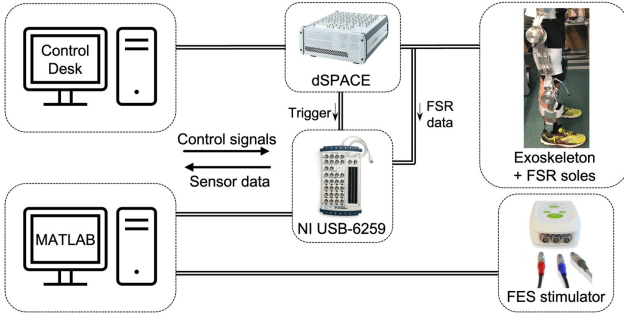 Control
Desk
dSPACE
Trigger
FSR
data
Exoskeleton
+ FSR soles
Control signals
Sensor data
NI USB-6259
MATLAB
FES stimulator